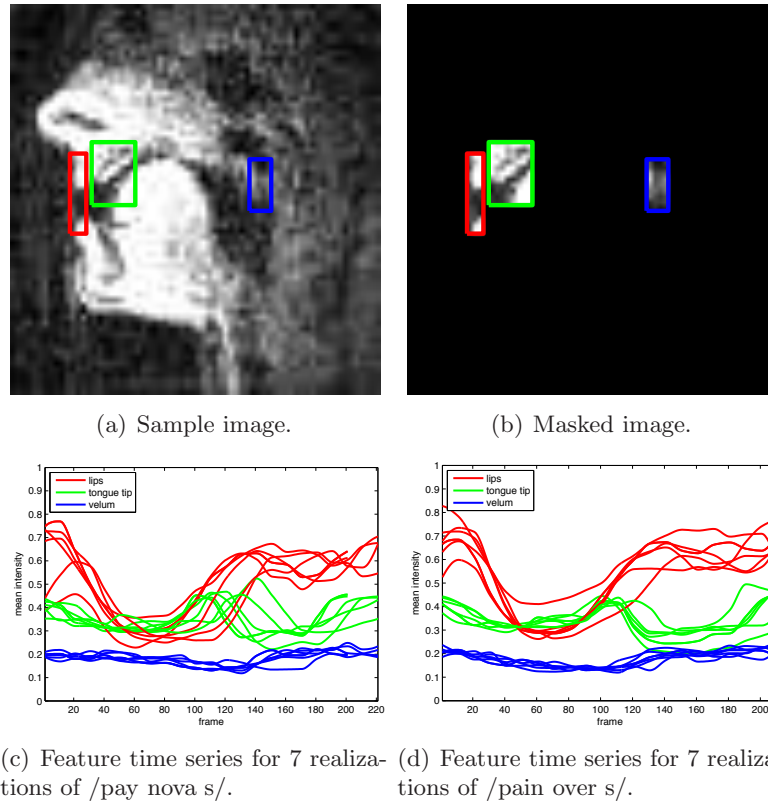 (a) Sample image.
(b) Masked image.
1
0.9
0.8
0.7
0.6
0.5
0.4
0.3
0.2
0.1
0
mean intensity
lips
tongue tip
velum
20 40 60 80 100 120 140 160 180 200 220
frame
1
0.9
0.8
0.7
0.6
0.5
0.4
0.3
0.2
0.1
0
mean intensity
lips
tongue tip
velum
20 40 60 80 100 120 140 160 180 200
frame
(c) Feature time series for 7 realiza-
tions of /pay nova s/.
(d) Feature time series for 7 realiza
tions of /pain over s/.